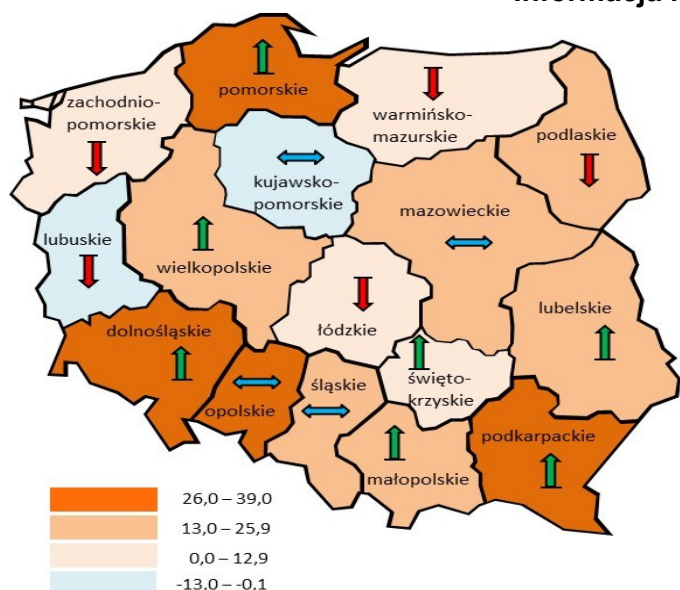 pomorskie
zachodnio-
pomorskie
warmińsko-
mazurskie
podlaskie
kujawsko-
pomorskie
mazowieckie
lubuskie
wielkopolskie
lubelskie
dolnośląskie
łódzkie
śląskie
święto-
krzyskie
opolskie
podkarpackie
małopolskie
26,0 – 39,0
13,0 – 25,9
0,0 – 12,9
-13,0 – -0,1